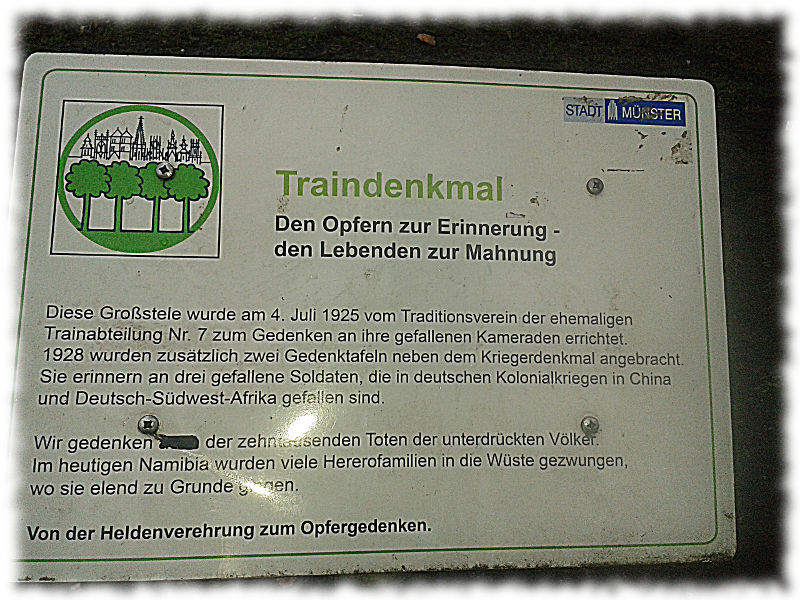 STADT MÜNSTER
Traindenkmal
Den Opfern zur Erinnerung -
den Lebenden zur Mahnung
Diese Großstele wurde am 4. Juli 1925 vom Traditionsverein der ehemaligen
Trainabteilung Nr. 7 zum Gedenken an ihre gefallenen Kameraden errichtet.
1928 wurden zusätzlich zwei Gedenktafeln neben dem Kriegerdenkmal angebracht.
Sie erinnern an drei gefallene Soldaten, die in deutschen Kolonialkriegen in China
und Deutsch-Südwest-Afrika gefallen sind.
Wir gedenken der zehntausenden Toten der unterdrückten Völker.
Im heutigen Namibia wurden viele Hererofamilien in die Wüste gezwungen,
wo sie elend zu Grunde gingen.
Von der Heldenverehrung zum Opfergedenken.